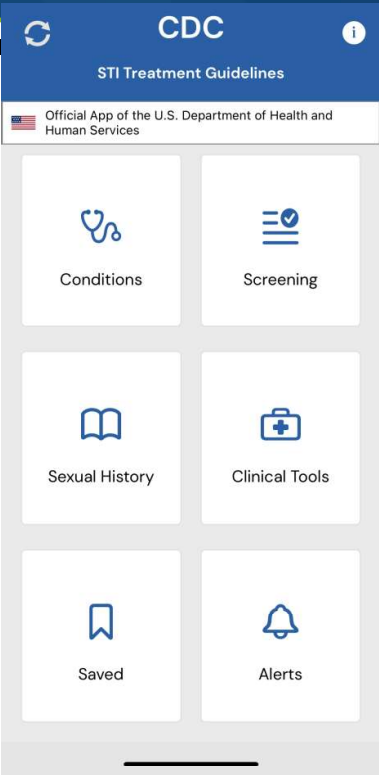 CDC
STI Treatment Guidelines
Official App of the U.S. Department of Health and
Human Services
Conditions
Screening
Sexual History
Clinical Tools
Saved
Alerts